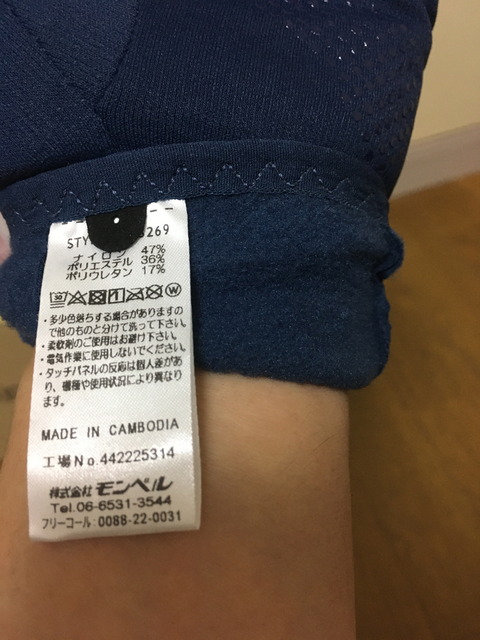 269
ナイロン 47%
ポリエステル 36%
ポリウレタン 17%
・多少色落ちする場合がありますの
で他のものと分けて洗って下さい。
・柔軟剤のご使用はお避け下さい。
・電気作業に使用しないでください。
・タッチパネルの反応は個人差があ
り、機種や使用状況により異なり
ます。
MADE IN CAMBODIA
工場No.442225314
株式会社 モンベル
Tel.06-6531-3544
フリーコール:0088-22-0031